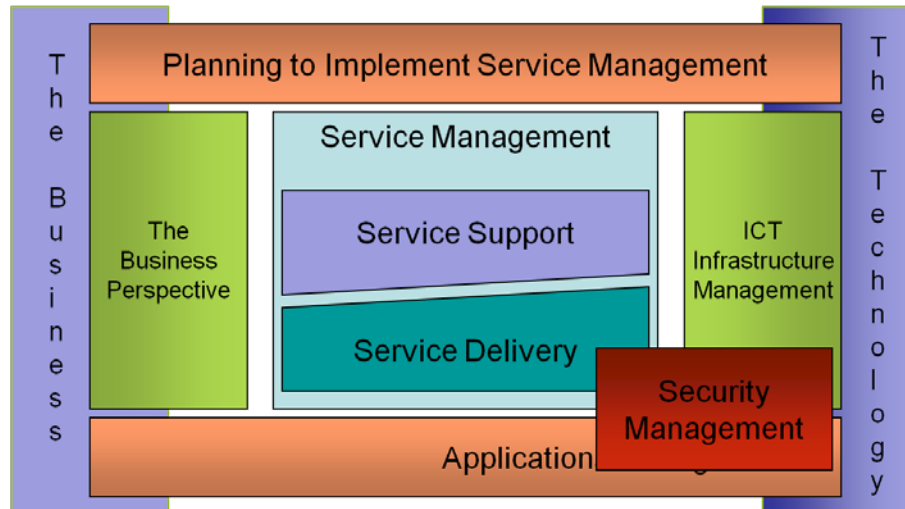 The Business
Planning to Implement Service Management
The Technology
The
Business
Perspective
Service Management
Service Support
Service Delivery
ICT
Infrastructure
Management
Security
Management
Application